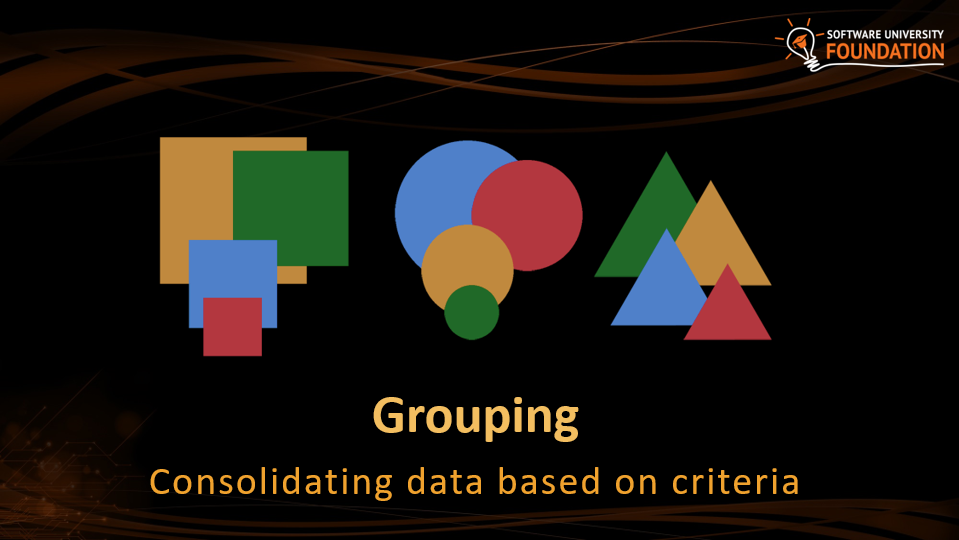 SOFTWARE UNIVERSITY
FOUNDATION
Grouping
Consolidating data based on criteria